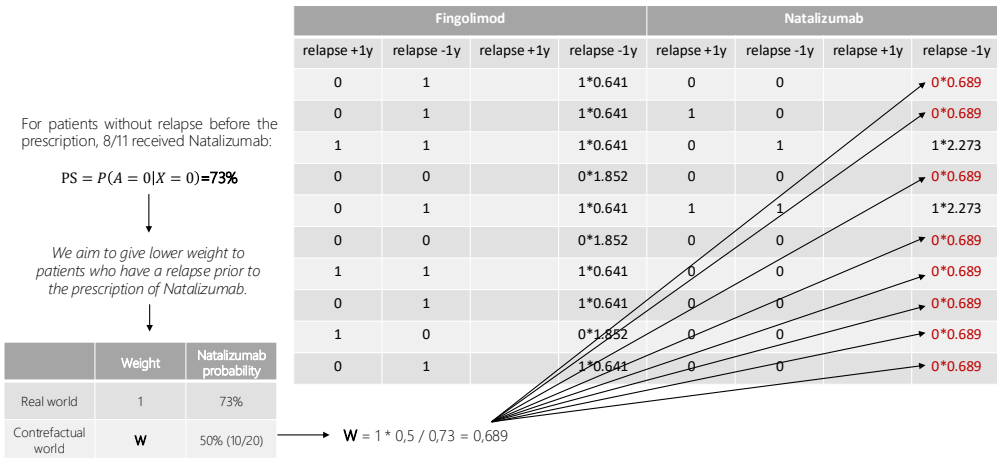 Fingolimod Natalizumab
relapse +1y relapse -1y relapse +1y relapse -1y relapse +1y relapse -1y relapse +1y relapse -1y
0 1 1*0.641 0 0 0*0.689
0 1 1*0.641 1 0 0*0.689
1 1 1*0.641 0 1 1*2.273
0 0 0*1.852 0 0 0*0.689
0 1 1*0.641 1 1 1*2.273
0 0 0*1.852 0 0 0*0.689
1 1 1*0.641 0 0 0*0.689
0 1 1*0.641 0 0 0*0.689
1 0 0*1.852 0 0 0*0.689
0 1 1*0.641 0 0 0*0.689
For patients without relapse before the
prescription, 8/11 received Natalizumab:
PS = P(A = 0|X = 0)=73%
We aim to give lower weight to
patients who have a relapse prior to
the prescription of Natalizumab.
Weight Natalizumab
probability
Real world 1 73%
Contrefactual
world W 50% (10/20)
W = 1 * 0,5 / 0,73 = 0,689